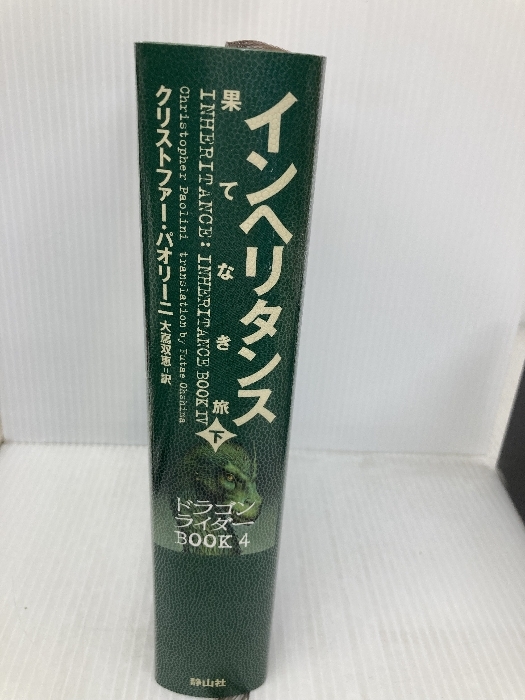 インヘリタンス
果てなき旅 下
INHERITANCE: INHERITANCE BOOK IV
クリストファー・パオリーニ 大嶌双恵=訳
Christopher Paolini translation by Futae Ohshima
ドラゴン
ライダー
BOOK 4
静山社